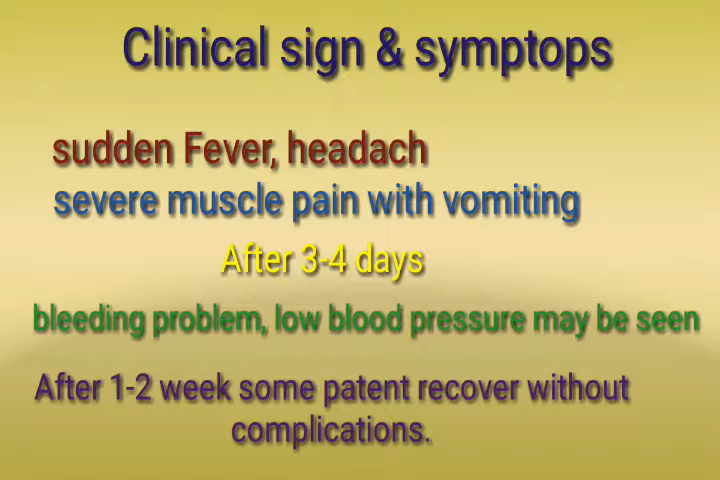 Clinical sign & symptops
sudden Fever, headach
severe muscle pain with vomiting
After 3-4 days
bleeding problem, low blood pressure may be seen
After 1-2 week some patent recover without
complications.